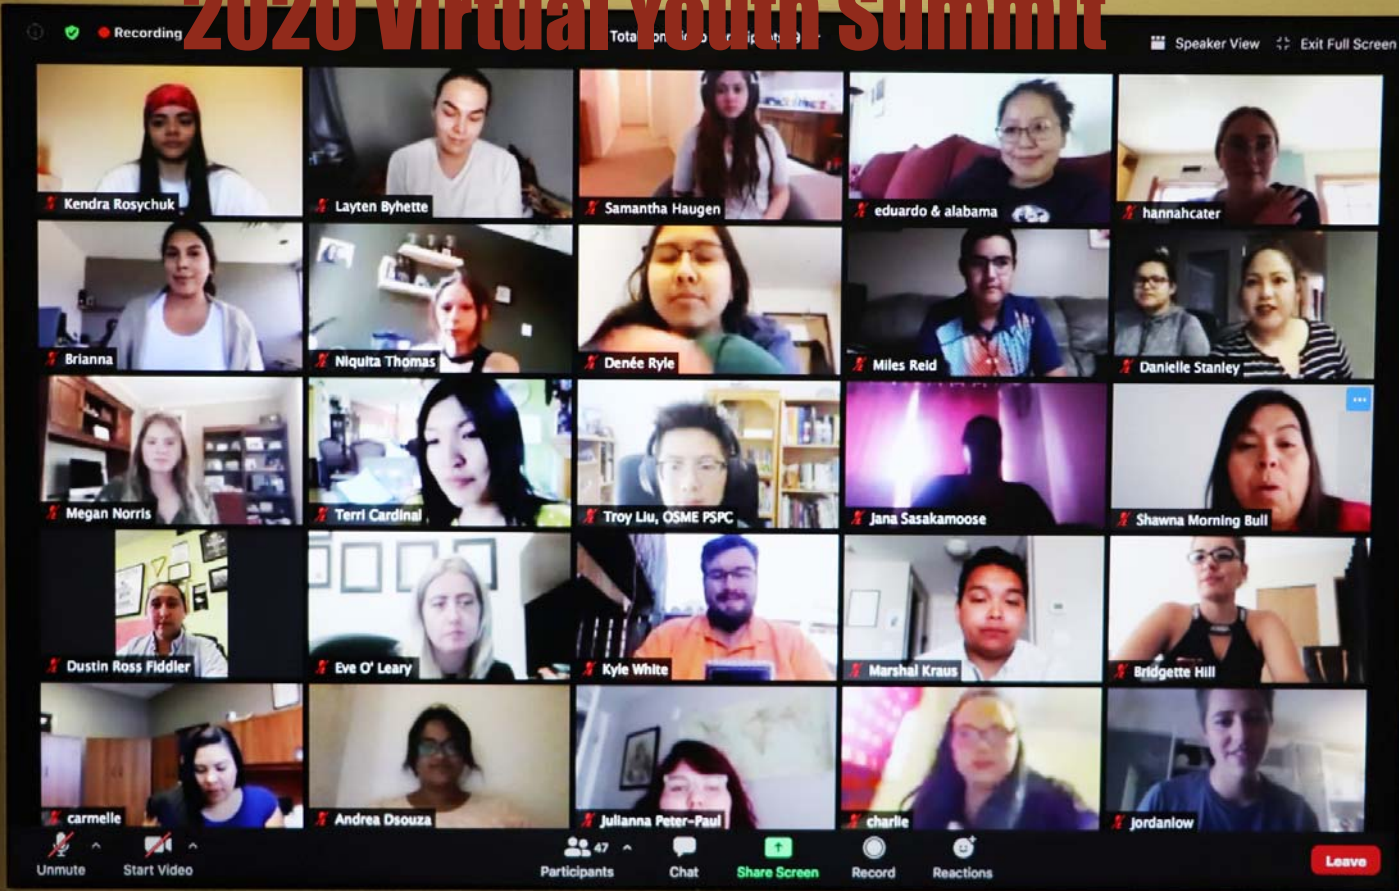 2020 Virtual Youth Summit
Recording
Speaker View
Exit Full Screen
Kendra Rosychuk
Layten Byhette
Samantha Haugen
eduardo & alabama
hannahcater
Brianna
Niquita Thomas
Denée Ryle
Miles Reid
Danielle Stanley
Megan Norris
Terri Cardinal
Troy Liu, OSME PSPC
Jana Sasakamoose
Shawna Morning Bull
Dustin Ross Fiddler
Eve O' Leary
Kyle White
Marshal Kraus
Bridgette Hill
carmelle
Andrea Dsouza
Julianna Peter-Paul
charlie
jordanlow
Unmute
Start Video
47
Participants
Chat
Share Screen
Record
Reactions
Leave